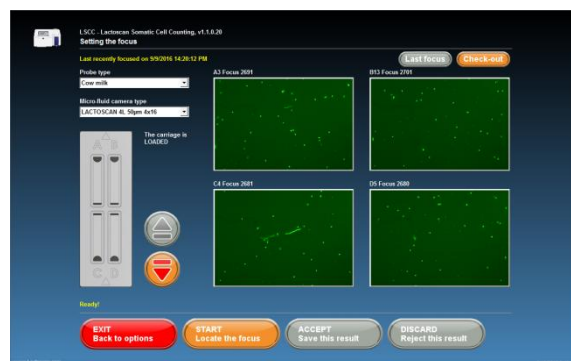 LSCC - Lactoscan Somatic Cell Counting, v1.1.0.20
Setting the focus
Last recently focused on 9/9/2016 14:20:12 PM
Last focus
Check-out
Probe type
Cow milk
Micro-fluid camera type
LACTOSCAN 4L 50µm 4x16
The carriage is
LOADED
A B
C D
A3 Focus 2691
B13 Focus 2701
C4 Focus 2681
D5 Focus 2680
Ready!
EXIT
Back to options
START
Locate the focus
ACCEPT
Save this result
DISCARD
Reject this result